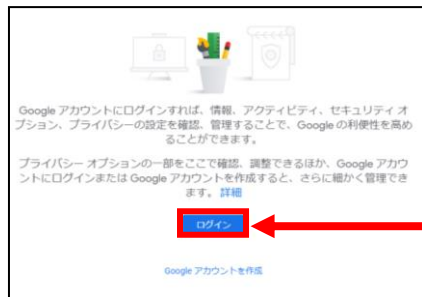 Google アカウントにログインすれば、情報、アクティビティ、セキュリティ オ
プション、プライバシーの設定を確認、管理することで、Google の利便性を高め
ることができます。
プライバシー オプションの一部をここで確認、調整できるほか、Google アカウ
ントにログインまたは Google アカウントを作成すると、さらに細かく管理でき
ます。 詳細
ログイン
Google アカウントを作成